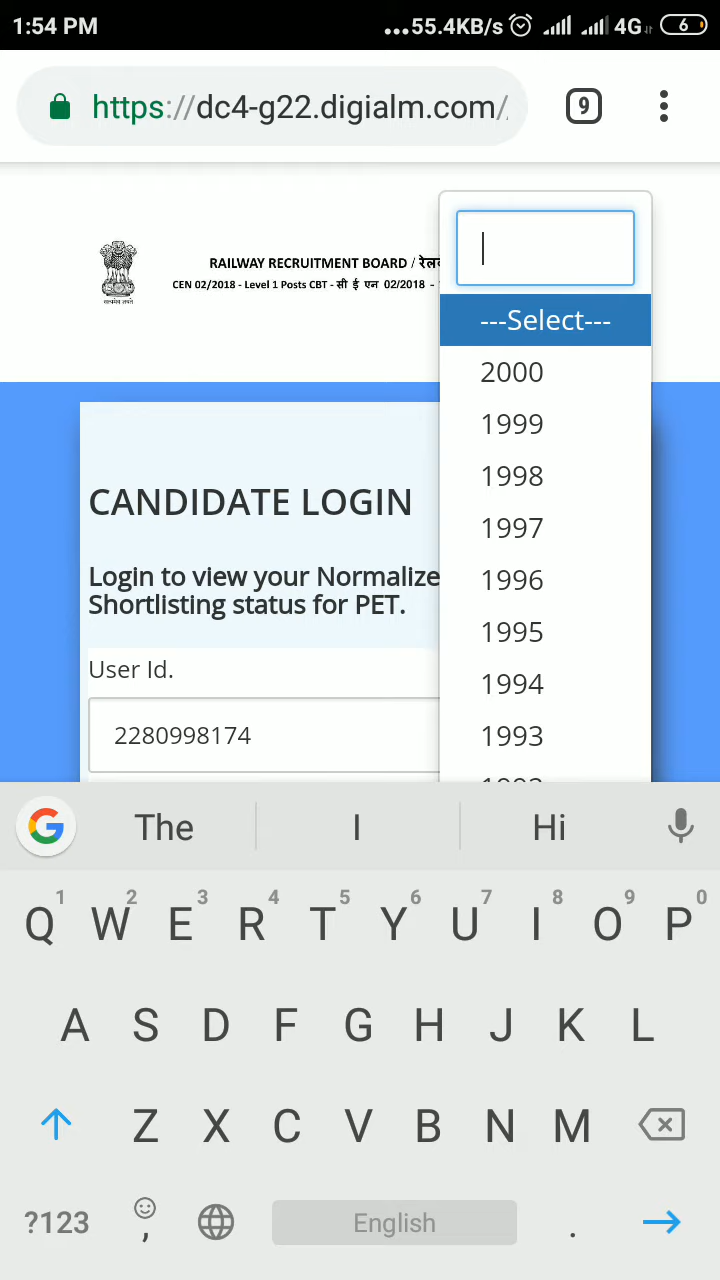 1:54 PM
...55.4KB/s 4G 6
https://dc4-g22.digialm.com/
9
RAILWAY RECRUITMENT BOARD /
CEN 02/2018 - Level 1 Posts CBT - सी ई एन 02/2018 -
सत्यमेव जयते
---Select---
2000
1999
1998
1997
1996
1995
1994
1993
CANDIDATE LOGIN
Login to view your Normalize
Shortlisting status for PET.
User Id.
2280998174
The I Hi
1 2 3 4 5 6 7 8 9 0
Q W E R T Y U I O P
A S D F G H J K L
Z X C V B N M
?123 , English .